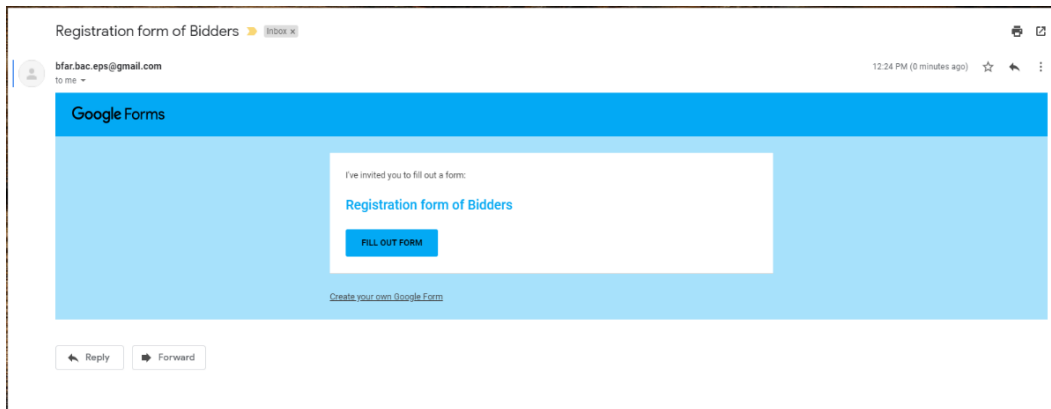 Registration form of Bidders Inbox x
bfar.bac.eps@gmail.com 12:24 PM (0 minutes ago)
to me
Google Forms
I've invited you to fill out a form:
Registration form of Bidders
FILL OUT FORM
Create your own Google Form
Reply Forward